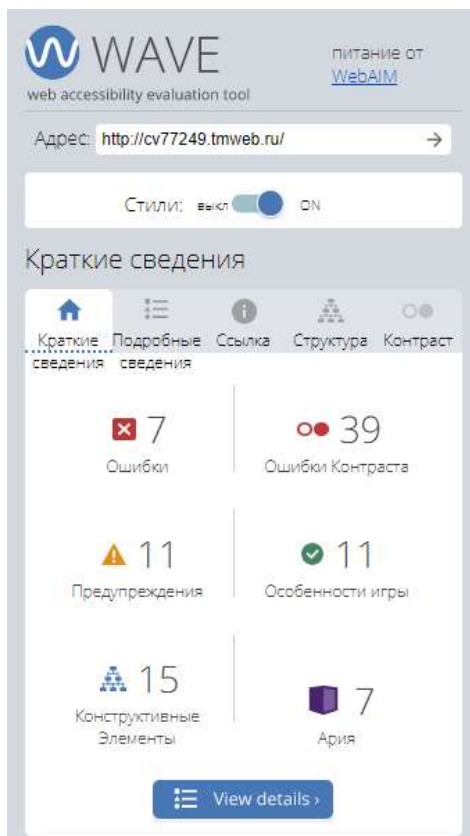 WAVE
web accessibility evaluation tool
питание от
WebAIM
Адрес: http://cv77249.tmweb.ru/ →
Стили: выкл ON
Краткие сведения
Краткие сведения
Подробные сведения
Ссылка
Структура
Контраст
7
Ошибки
39
Ошибки Контраста
11
Предупреждения
11
Особенности игры
15
Конструктивные
Элементы
7
Ария
View details ›